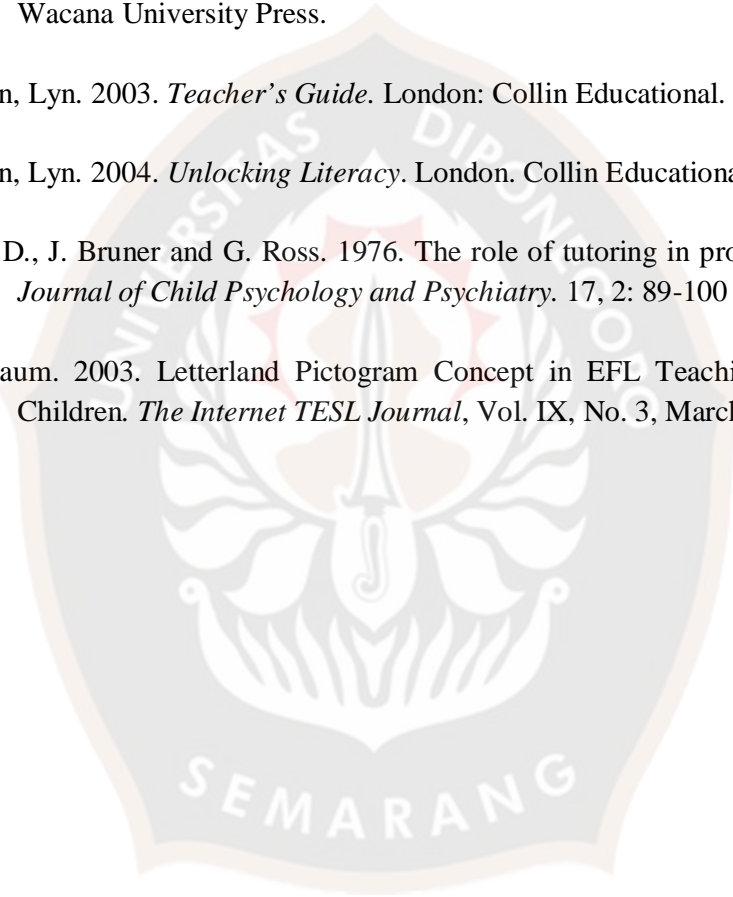 Wacana University Press.
n, Lyn. 2003. Teacher's Guide. London: Collin Educational.
n, Lyn. 2004. Unlocking Literacy. London. Collin Educationa
D., J. Bruner and G. Ross. 1976. The role of tutoring in pro
Journal of Child Psychology and Psychiatry. 17, 2: 89-100
aum. 2003. Letterland Pictogram Concept in EFL Teachi
Children. The Internet TESL Journal, Vol. IX, No. 3, March
UNIVERSITAS DIPONEGORO
SEMARANG